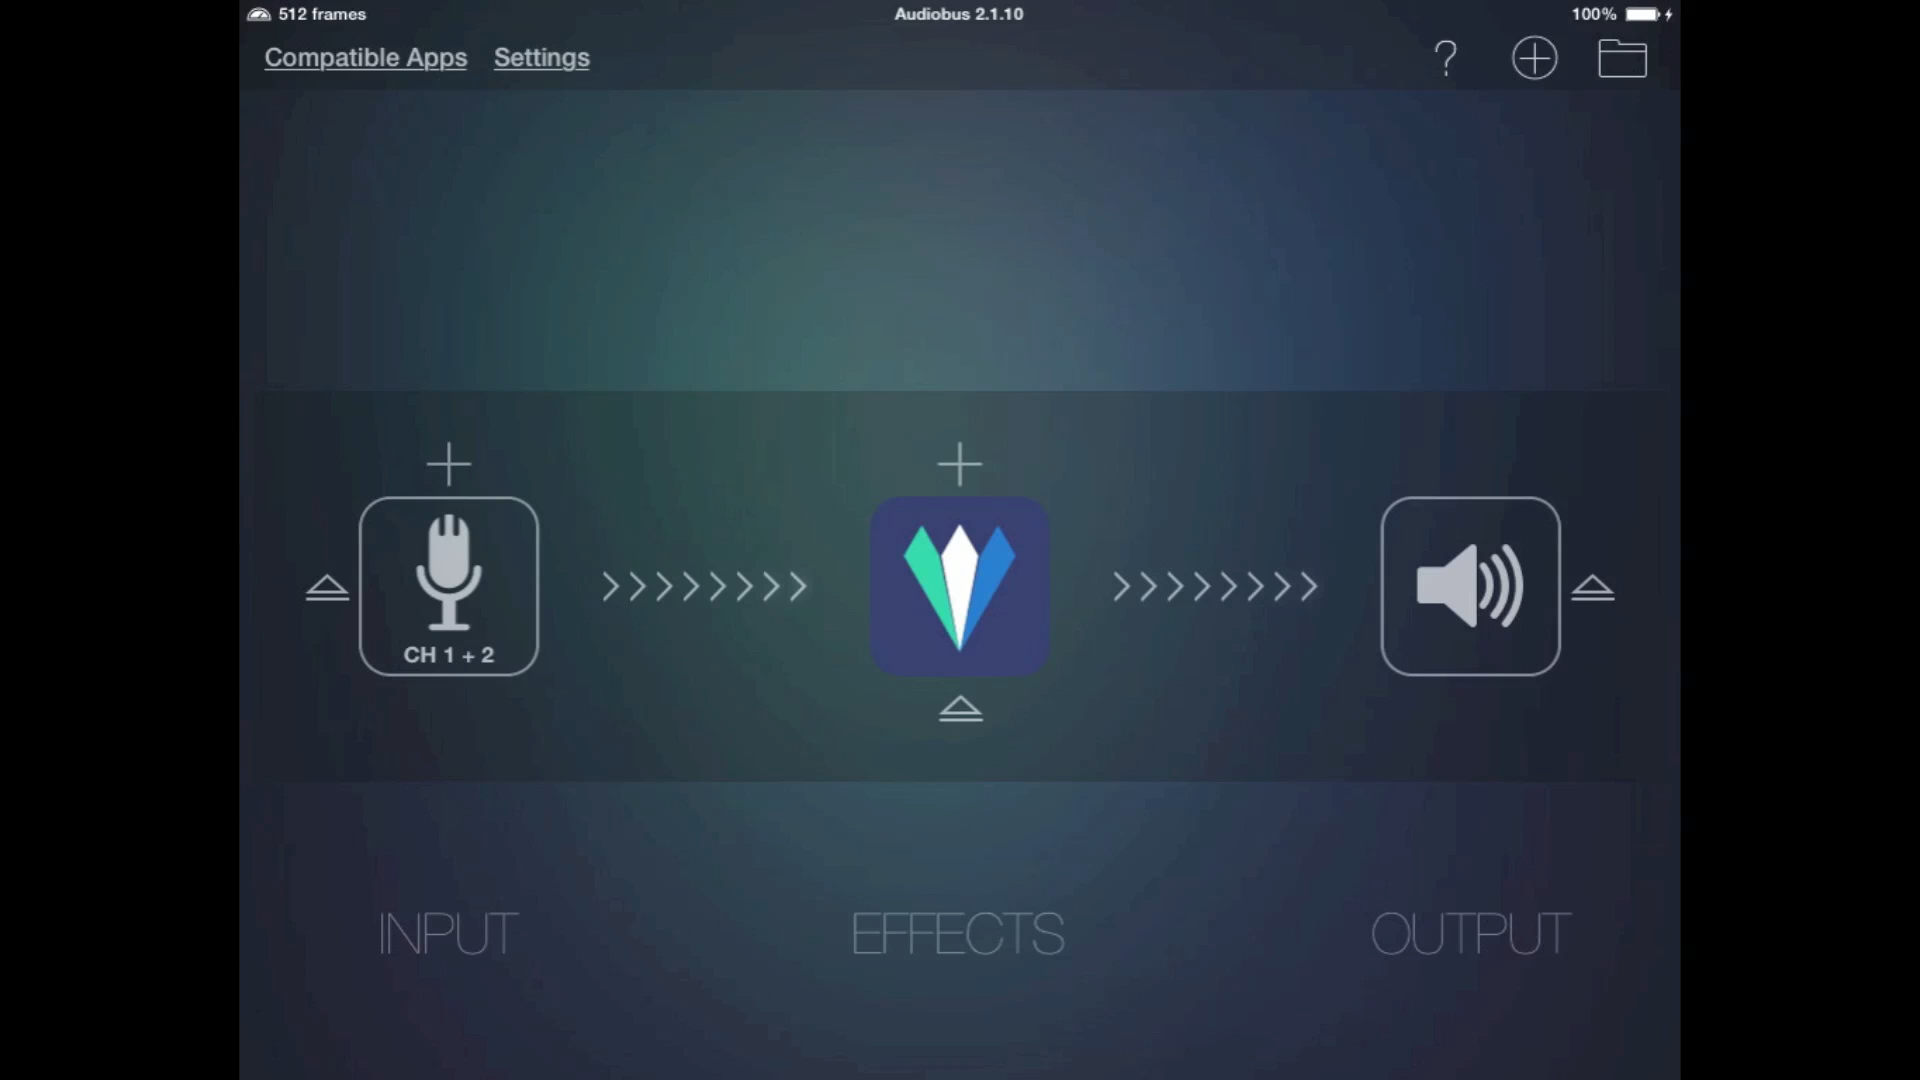 512 frames
Audiobus 2.1.10
100%
Compatible Apps
Settings
?
CH 1 + 2
INPUT
EFFECTS
OUTPUT